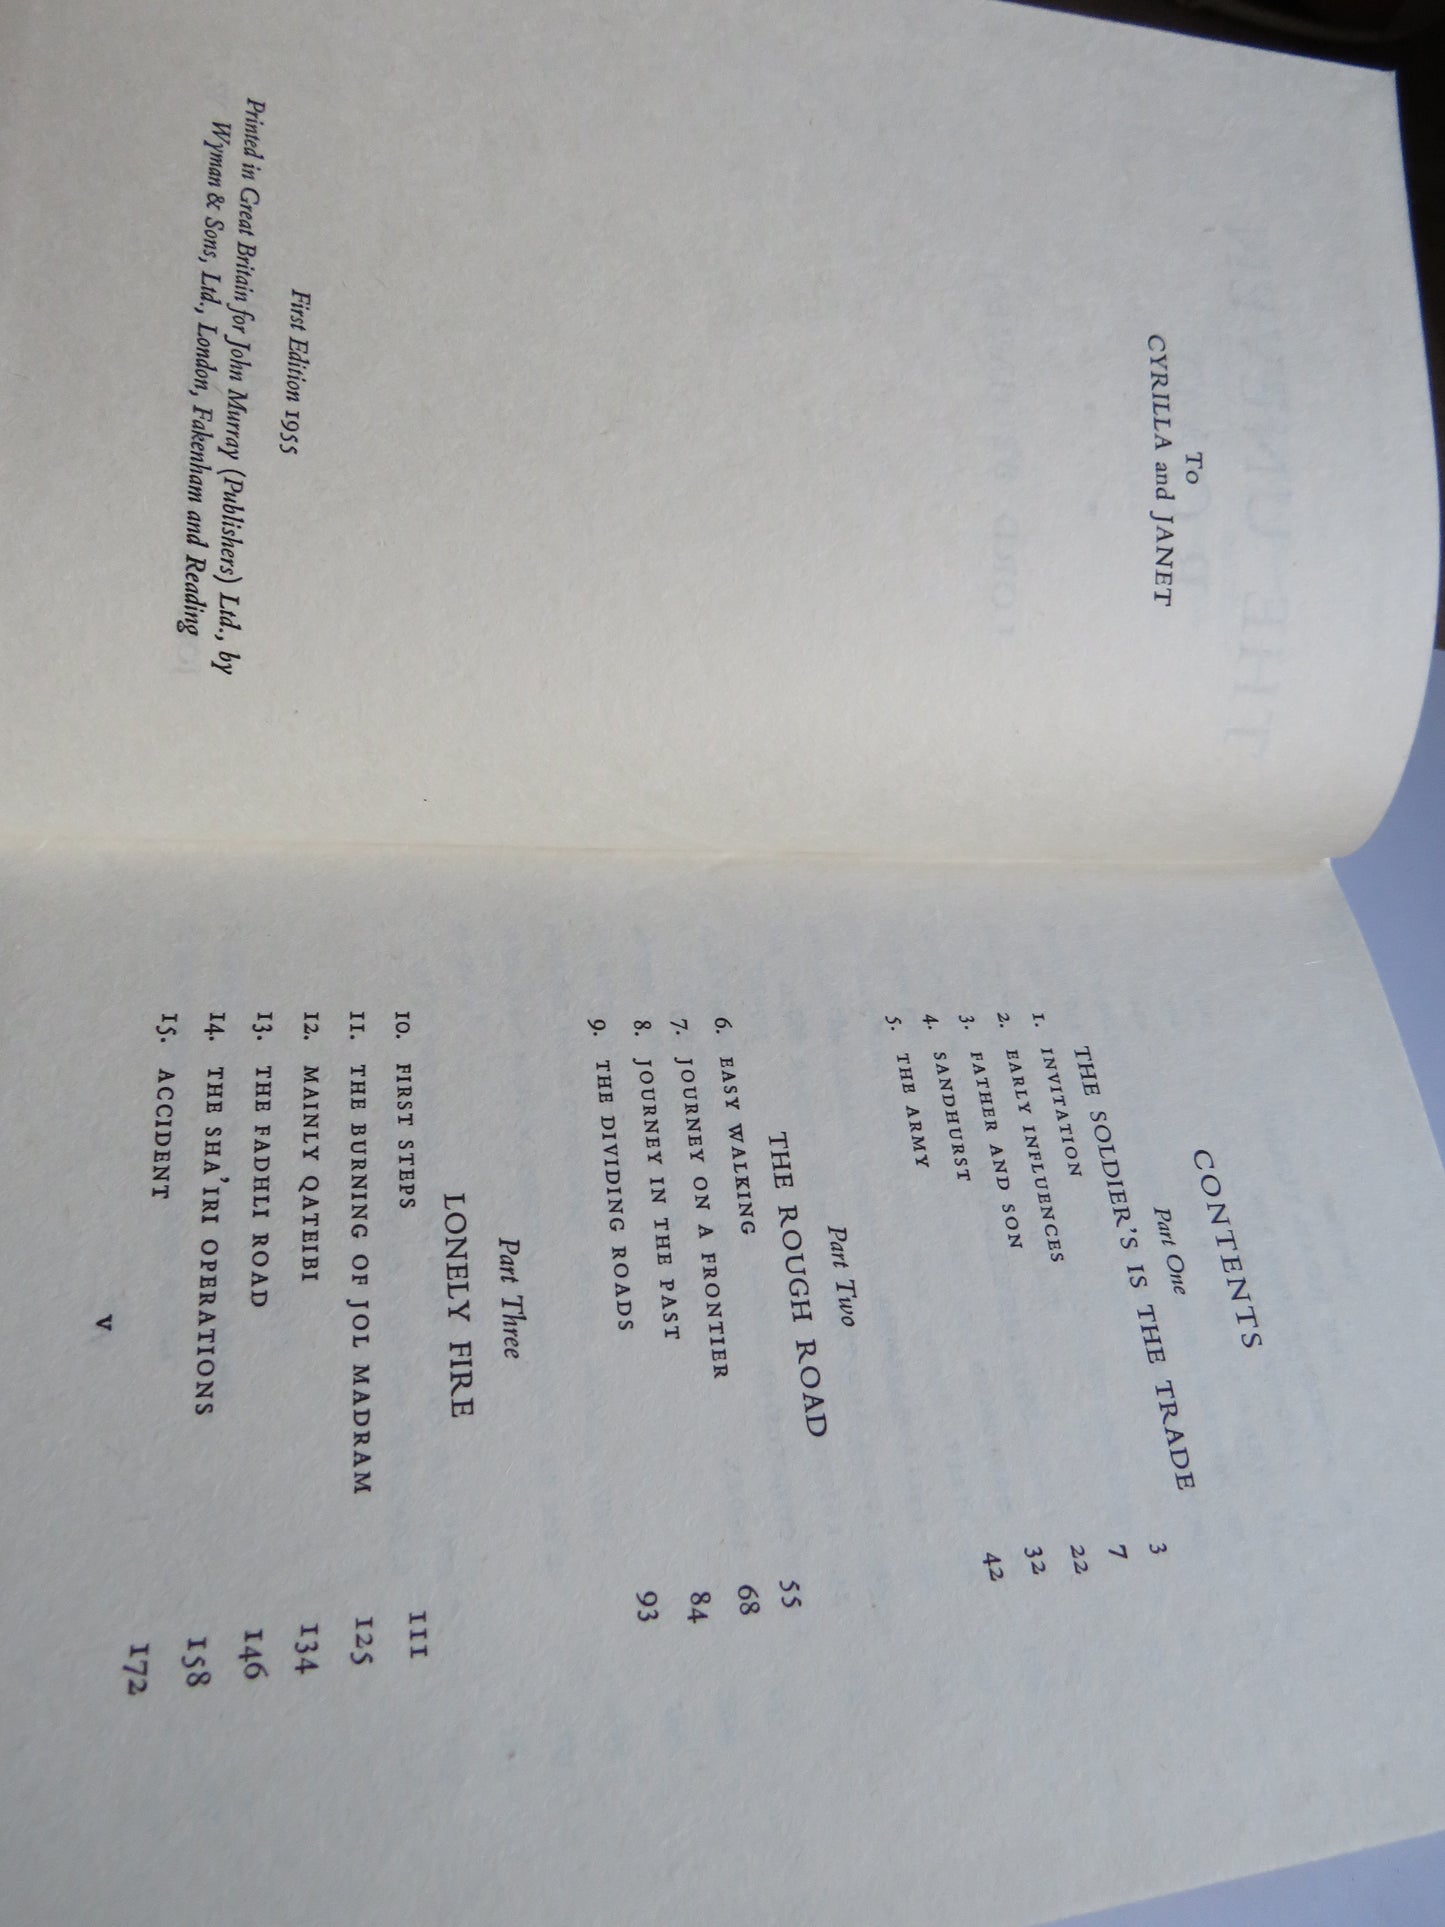 To
CYRILLA and JANET
First Edition 1955
Printed in Great Britain for John Murray (Publishers) Ltd., by
Wyman & Sons, Ltd., London, Fakenham and Reading
CONTENTS
Part One
THE SOLDIER'S IS THE TRADE
1. INVITATION 3
2. EARLY INFLUENCES 7
3. FATHER AND SON 22
4. SANDHURST 32
5. THE ARMY 42
Part Two
THE ROUGH ROAD
6. EASY WALKING 55
7. JOURNEY ON A FRONTIER 68
8. JOURNEY IN THE PAST 84
9. THE DIVIDING ROADS 93
Part Three
LONELY FIRE
10. FIRST STEPS 111
11. THE BURNING OF JOL MADRAM 125
12. MAINLY QATEIBI 134
13. THE FADHLI ROAD 146
14. THE SHA'IRI OPERATIONS 158
15. ACCIDENT 172
v